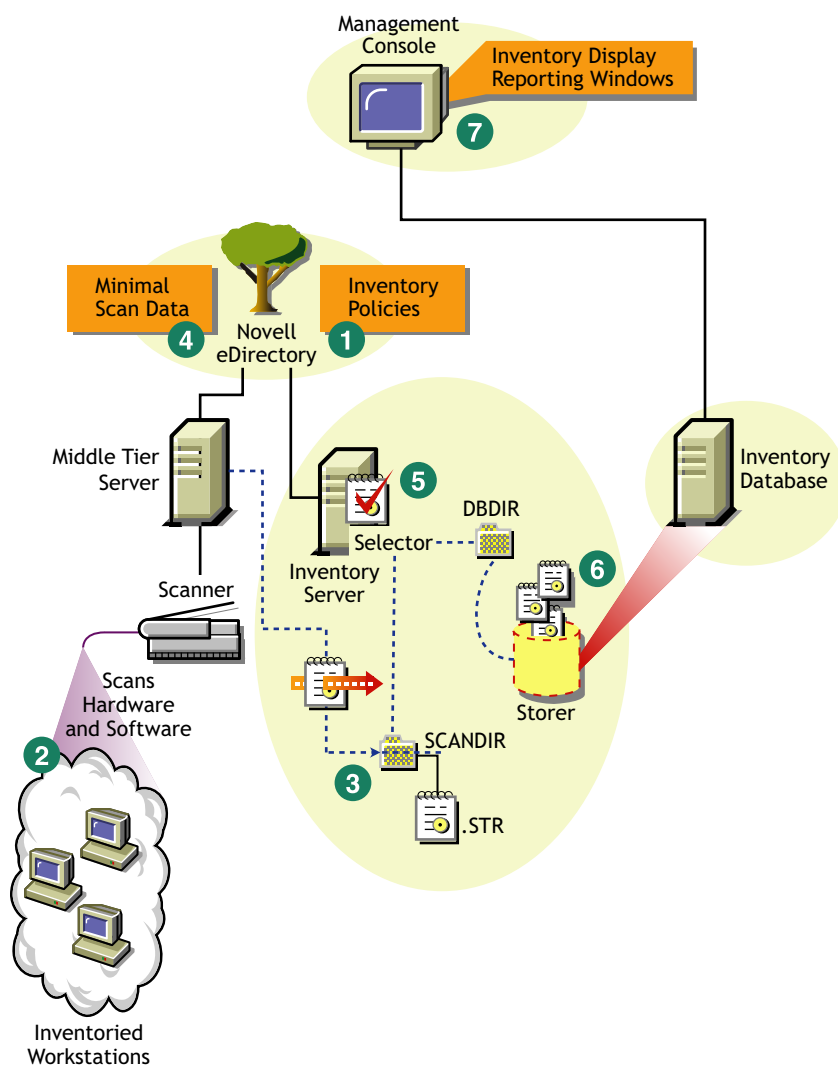 Management
Console
Inventory Display
Reporting Windows
7
Minimal
Scan Data
4
Inventory
Policies
1
Novell
eDirectory
Middle Tier
Server
Scanner
Scans
Hardware
and Software
2
Inventoried
Workstations
5
Selector
Inventory
Server
DBDIR
6
Storer
SCANDIR
3
.STR
Inventory
Database